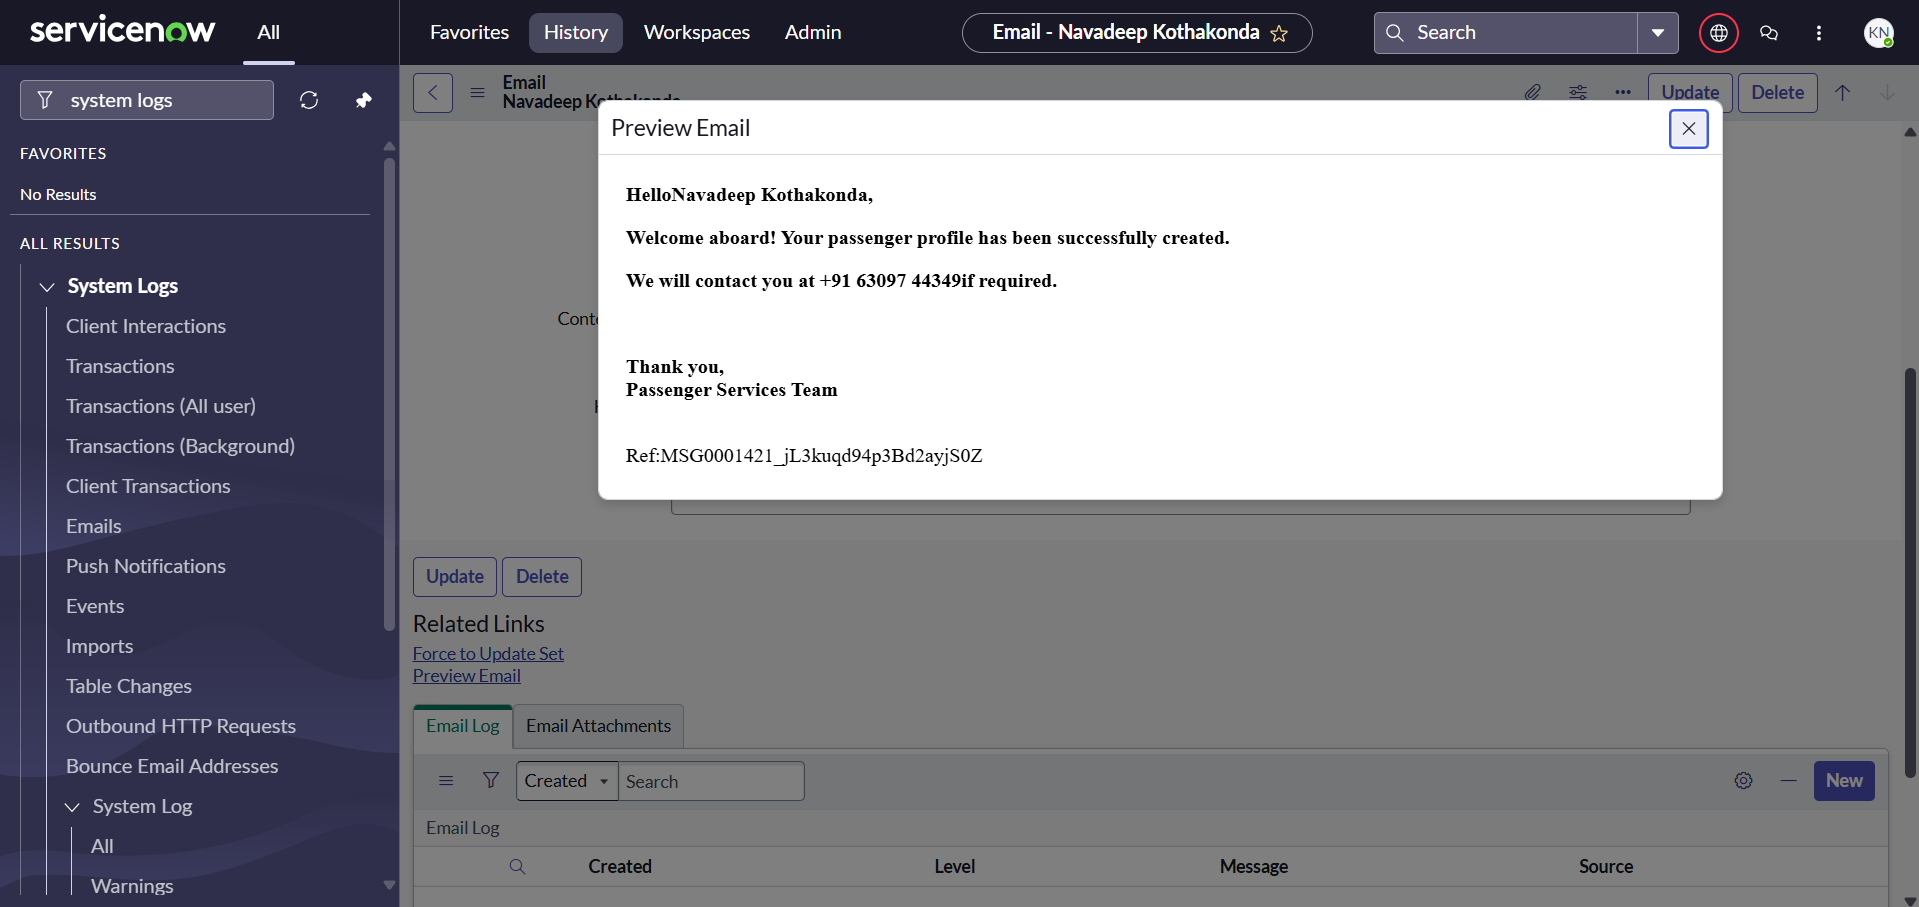 servicenow
All
Favorites
History
Workspaces
Admin
Email - Navadeep Kothakonda
Search
KN
system logs
FAVORITES
No Results
ALL RESULTS
System Logs
Client Interactions
Transactions
Transactions (All user)
Transactions (Background)
Client Transactions
Emails
Push Notifications
Events
Imports
Table Changes
Outbound HTTP Requests
Bounce Email Addresses
System Log
All
Warnings
Email
Navadeep Kothakonda
Update
Delete
Preview Email
HelloNavadeep Kothakonda,
Welcome aboard! Your passenger profile has been successfully created.
We will contact you at +91 63097 44349if required.
Thank you,
Passenger Services Team
Ref:MSG0001421_jL3kuqd94p3Bd2ayjS0Z
Update
Delete
Related Links
Force to Update Set
Preview Email
Email Log
Email Attachments
Created
Search
New
Email Log
Created
Level
Message
Source